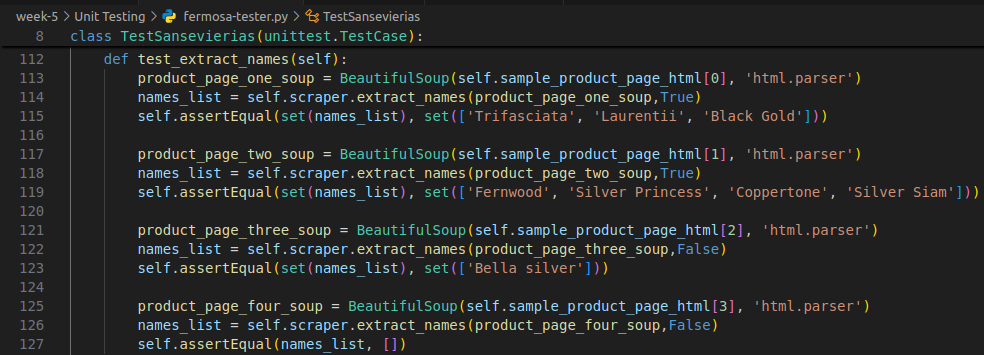 week-5 > Unit Testing > fermosa-tester.py > TestSansevierias
8 class TestSansevierias(unittest.TestCase):
112     def test_extract_names(self):
113         product_page_one_soup = BeautifulSoup(self.sample_product_page_html[0], 'html.parser')
114         names_list = self.scraper.extract_names(product_page_one_soup,True)
115         self.assertEqual(set(names_list), set(['Trifasciata', 'Laurentii', 'Black Gold']))
116
117         product_page_two_soup = BeautifulSoup(self.sample_product_page_html[1], 'html.parser')
118         names_list = self.scraper.extract_names(product_page_two_soup,True)
119         self.assertEqual(set(names_list), set(['Fernwood', 'Silver Princess', 'Coppertone', 'Silver Siam']))
120
121         product_page_three_soup = BeautifulSoup(self.sample_product_page_html[2], 'html.parser')
122         names_list = self.scraper.extract_names(product_page_three_soup,False)
123         self.assertEqual(set(names_list), set(['Bella silver']))
124
125         product_page_four_soup = BeautifulSoup(self.sample_product_page_html[3], 'html.parser')
126         names_list = self.scraper.extract_names(product_page_four_soup,False)
127         self.assertEqual(names_list, [])